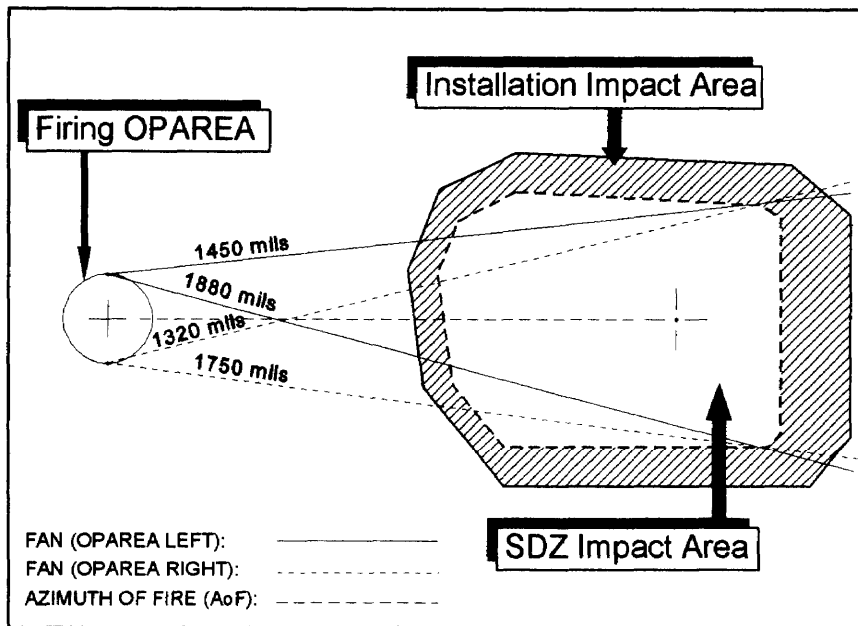 Installation Impact Area
Firing OPAREA
1450 mils
1880 mils
1320 mils
1750 mils
SDZ Impact Area
FAN (OPAREA LEFT):
FAN (OPAREA RIGHT):
AZIMUTH OF FIRE (AoF):